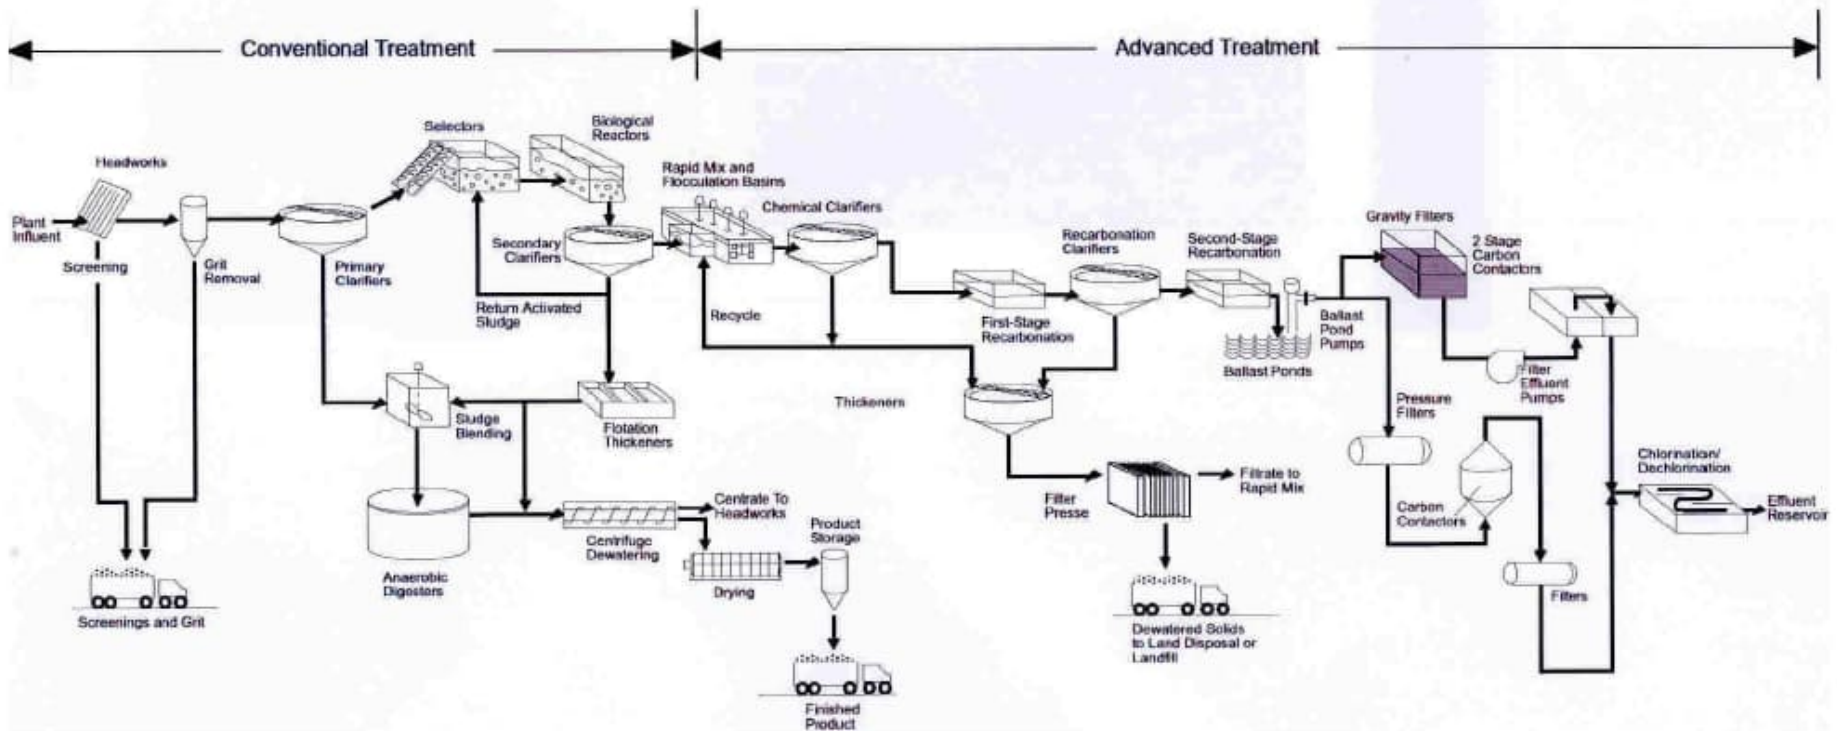 Conventional Treatment
Advanced Treatment
Headworks
Plant
Influent
Screening
Grit
Removal
Primary
Clarifiers
Selectors
Biological
Reactors
Secondary
Clarifiers
Return Activated
Sludge
Rapid Mix and
Flocculation Basins
Recycle
Chemical Clarifiers
First-Stage
Recarbonation
Recarbonation
Clarifiers
Second-Stage
Recarbonation
Ballast Ponds
Ballast
Pond
Pumps
Gravity Filters
2 Stage
Carbon
Contactors
Filter
Effluent
Pumps
Pressure
Filters
Carbon
Contactors
Filters
Chlorination/
Dechlorination
Effluent
Reservoir
Sludge
Blending
Flotation
Thickeners
Thickeners
Anaerobic
Digesters
Centrifuge
Dewatering
Centrate To
Headworks
Drying
Product
Storage
Finished
Product
Filter
Presse
Filtrate to
Rapid Mix
Dewatered Solids
to Land Disposal or
Landfill
Screenings and Grit